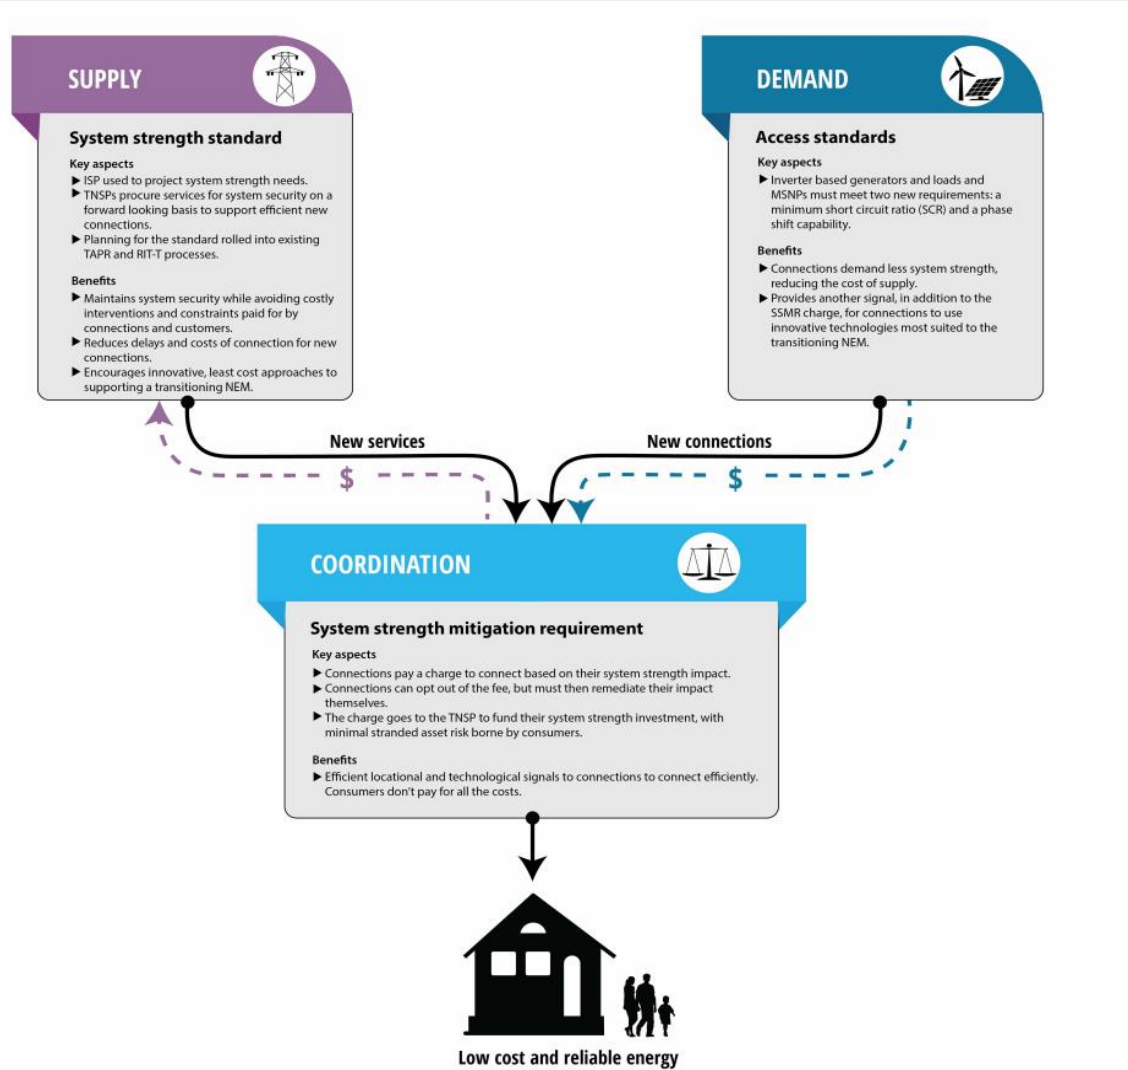 SUPPLY
System strength standard
Key aspects
▶ ISP used to project system strength needs.
▶ TNSPs procure services for system security on a
forward looking basis to support efficient new
connections.
▶ Planning for the standard rolled into existing
TAPR and RIT-T processes.
Benefits
▶ Maintains system security while avoiding costly
interventions and constraints paid for by
connections and customers.
▶ Reduces delays and costs of connection for new
connections.
▶ Encourages innovative, least cost approaches to
supporting a transitioning NEM.
DEMAND
Access standards
Key aspects
▶ Inverter based generators and loads and
MSNPs must meet two new requirements: a
minimum short circuit ratio (SCR) and a phase
shift capability.
Benefits
▶ Connections demand less system strength,
reducing the cost of supply.
▶ Provides another signal, in addition to the
SSMR charge, for connections to use
innovative technologies most suited to the
transitioning NEM.
New services
$
New connections
$
COORDINATION
System strength mitigation requirement
Key aspects
▶ Connections pay a charge to connect based on their system strength impact.
▶ Connections can opt out of the fee, but must then remediate their impact
themselves.
▶ The charge goes to the TNSP to fund their system strength investment, with
minimal stranded asset risk borne by consumers.
Benefits
▶ Efficient locational and technological signals to connections to connect efficiently.
Consumers don't pay for all the costs.
Low cost and reliable energy